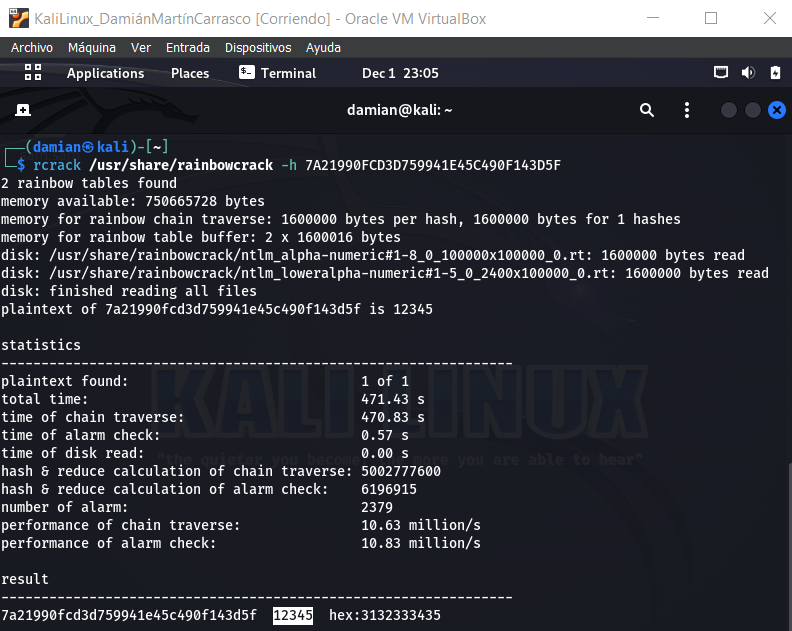 KaliLinux_DamiánMartínCarrasco [Corriendo] - Oracle VM VirtualBox
Archivo Máquina Ver Entrada Dispositivos Ayuda
Applications Places Terminal Dec 1 23:05
damian@kali: ~
┌──(damian㉿kali)-[~]
└─$ rcrack /usr/share/rainbowcrack -h 7A21990FCD3D759941E45C490F143D5F
2 rainbow tables found
memory available: 750665728 bytes
memory for rainbow chain traverse: 1600000 bytes per hash, 1600000 bytes for 1 hashes
memory for rainbow table buffer: 2 x 1600016 bytes
disk: /usr/share/rainbowcrack/ntlm_alpha-numeric#1-8_0_100000x100000_0.rt: 1600000 bytes read
disk: /usr/share/rainbowcrack/ntlm_loweralpha-numeric#1-5_0_2400x100000_0.rt: 1600000 bytes read
disk: finished reading all files
plaintext of 7a21990fcd3d759941e45c490f143d5f is 12345
statistics
----------------------------------------------------------------
plaintext found: 1 of 1
total time: 471.43 s
time of chain traverse: 470.83 s
time of alarm check: 0.57 s
time of disk read: 0.00 s
hash & reduce calculation of chain traverse: 5002777600
hash & reduce calculation of alarm check: 6196915
number of alarm: 2379
performance of chain traverse: 10.63 million/s
performance of alarm check: 10.83 million/s
result
----------------------------------------------------------------
7a21990fcd3d759941e45c490f143d5f 12345 hex:3132333435
KALI LINUX
"the quieter you become more you are able to hear"